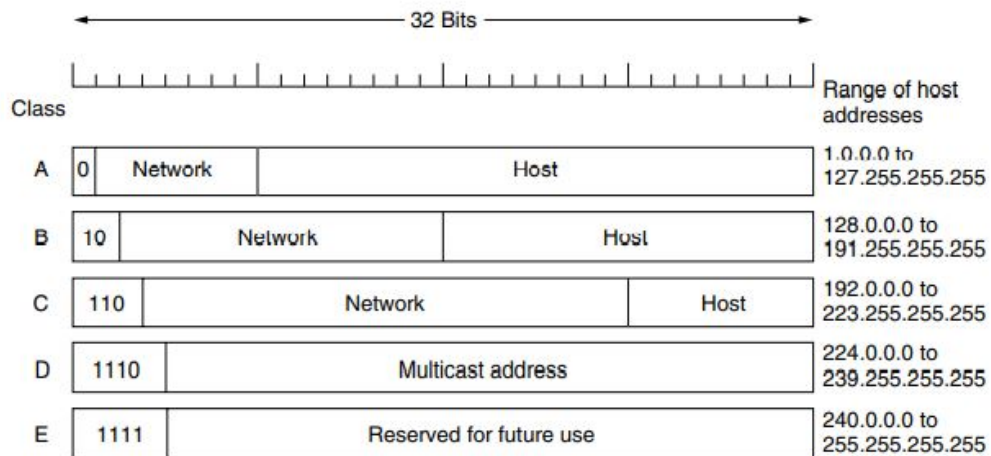 32 Bits
Class
Range of host
addresses
A
0
Network
Host
1.0.0.0 to
127.255.255.255
B
10
Network
Host
128.0.0.0 to
191.255.255.255
C
110
Network
Host
192.0.0.0 to
223.255.255.255
D
1110
Multicast address
224.0.0.0 to
239.255.255.255
E
1111
Reserved for future use
240.0.0.0 to
255.255.255.255